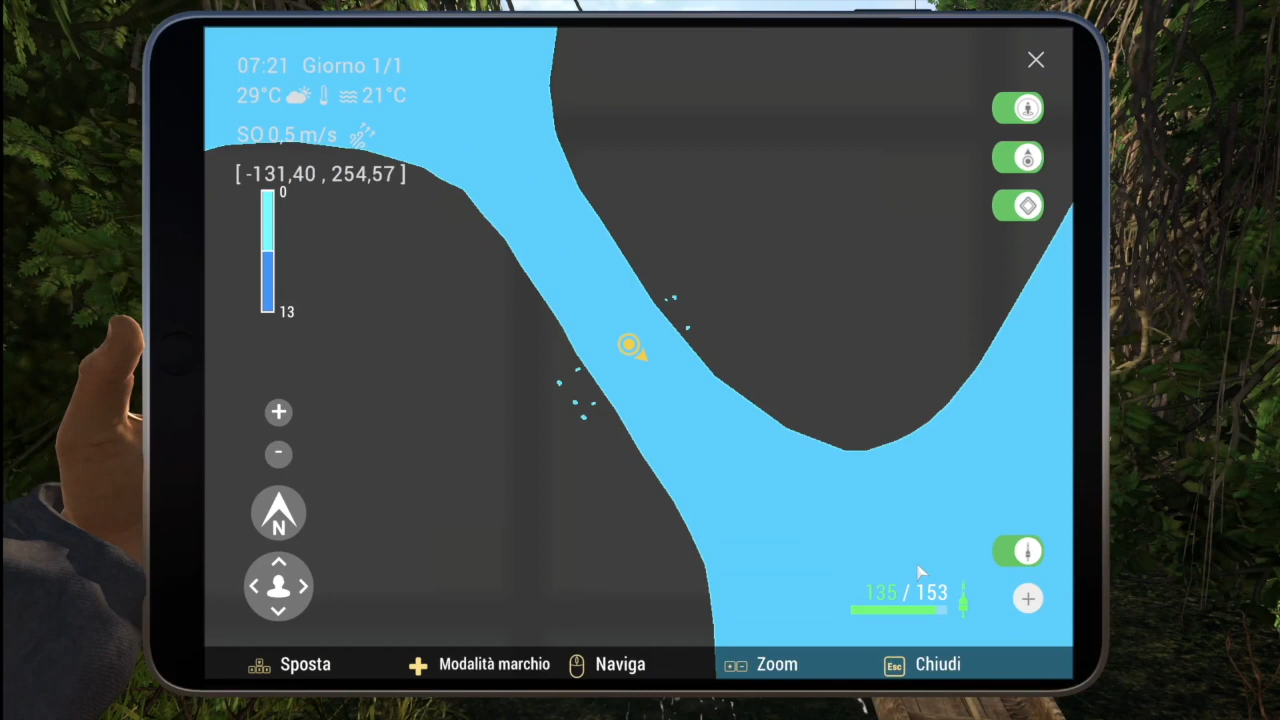 07:21 Giorno 1/1
29°C 21°C
SO 0,5 m/s
[ -131,40 , 254,57 ]
0
13
+
-
N
135 / 153
+
Sposta
Modalità marchio
Naviga
Zoom
Esc Chiudi